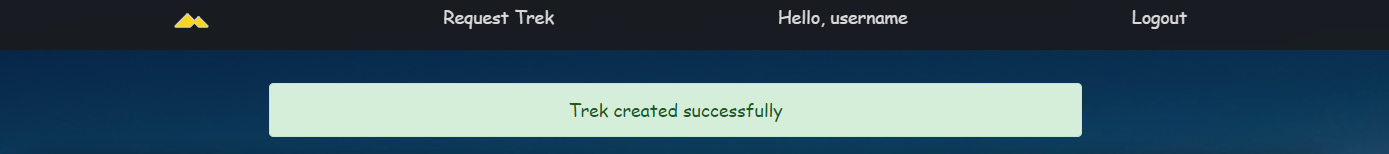 Request Trek
Hello, username
Logout
Trek created successfully